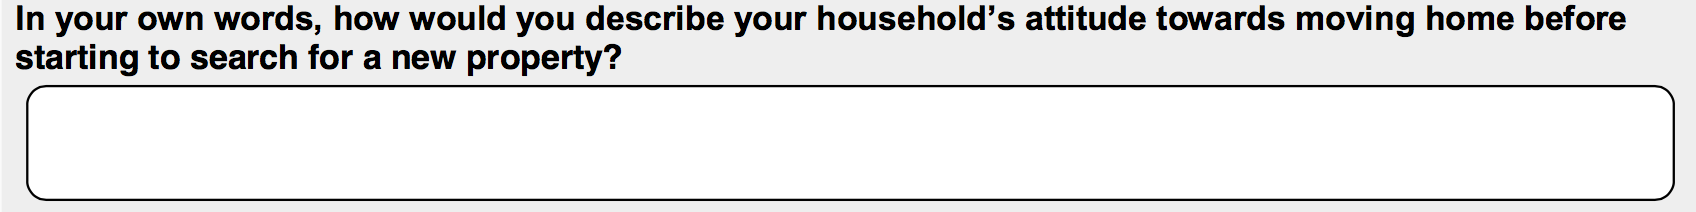 In your own words, how would you describe your household’s attitude towards moving home before
starting to search for a new property?